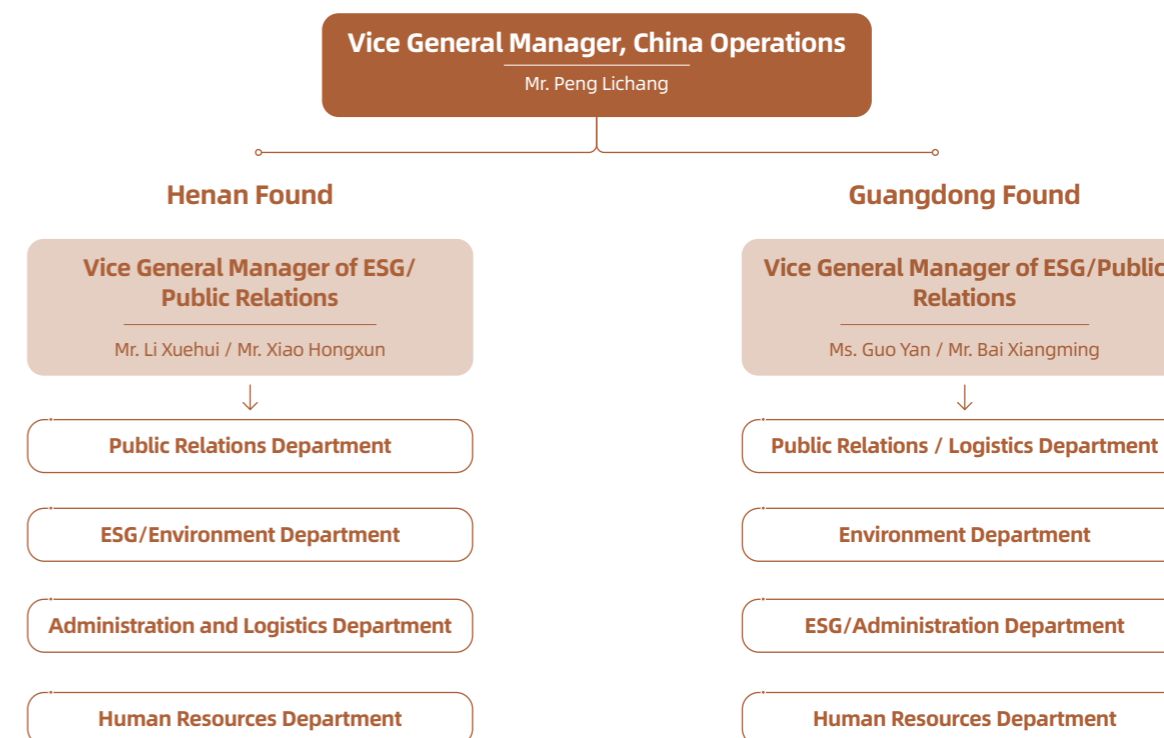 Vice General Manager, China Operations
Mr. Peng Lichang
Henan Found
Vice General Manager of ESG/
Public Relations
Mr. Li Xuehui / Mr. Xiao Hongxun
Public Relations Department
ESG/Environment Department
Administration and Logistics Department
Human Resources Department
Guangdong Found
Vice General Manager of ESG/Public
Relations
Ms. Guo Yan / Mr. Bai Xiangming
Public Relations / Logistics Department
Environment Department
ESG/Administration Department
Human Resources Department